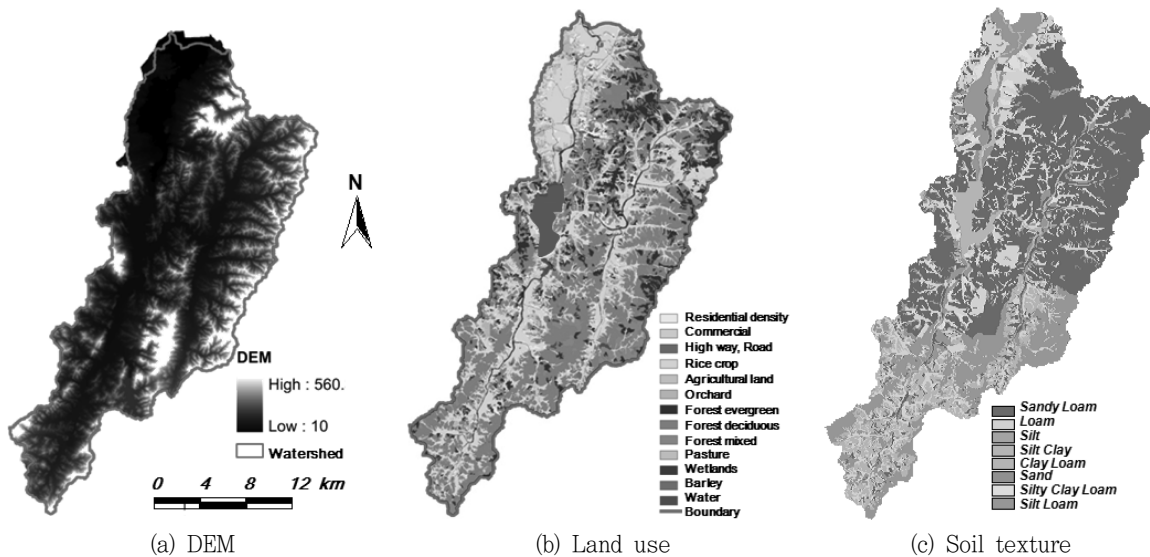 N
DEM
High : 560.
Low : 10
Watershed
0 4 8 12 km
(a) DEM
Residential density
Commercial
High way, Road
Rice crop
Agricultural land
Orchard
Forest evergreen
Forest deciduous
Forest mixed
Pasture
Wetlands
Barley
Water
Boundary
(b) Land use
Sandy Loam
Loam
Silt
Silt Clay
Clay Loam
Sand
Silty Clay Loam
Silt Loam
(c) Soil texture